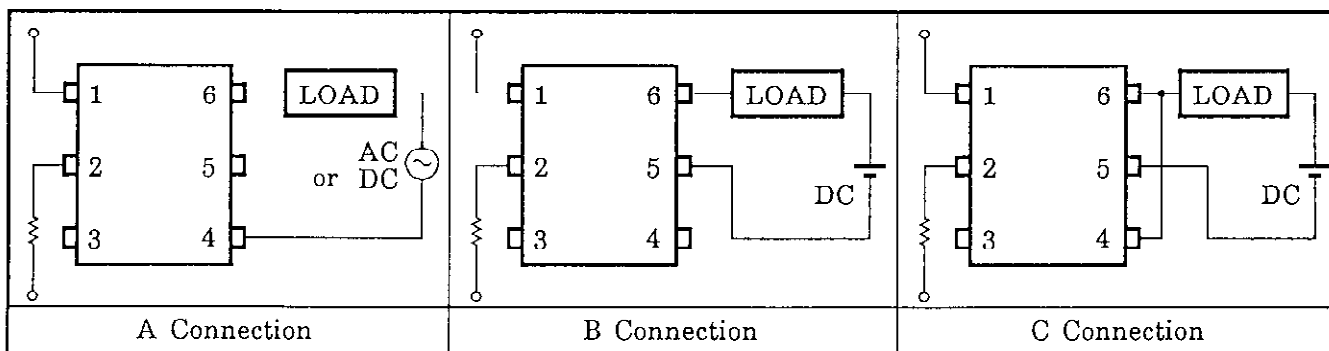 1 6 LOAD
2 5 AC
or DC
3 4
A Connection
1 6 LOAD
2 5
DC
3 4
B Connection
1 6 LOAD
2 5
DC
3 4
C Connection